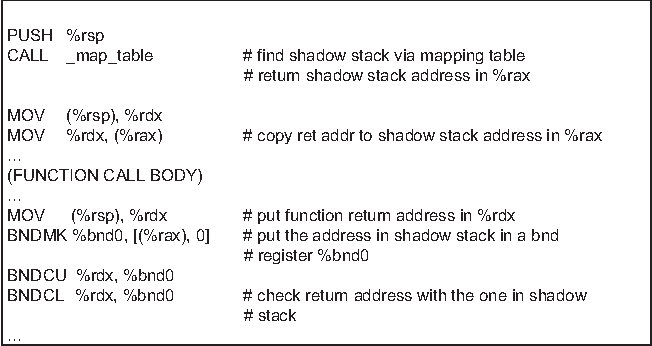 PUSH %rsp
CALL _map_table # find shadow stack via mapping table
# return shadow stack address in %rax
MOV (%rsp), %rdx
MOV %rdx, (%rax) # copy ret addr to shadow stack address in %rax
...
(FUNCTION CALL BODY)
...
MOV (%rsp), %rdx # put function return address in %rdx
BNDMK %bnd0, [(%rax), 0] # put the address in shadow stack in a bnd
# register %bnd0
BNDCU %rdx, %bnd0
BNDCL %rdx, %bnd0 # check return address with the one in shadow
# stack
...